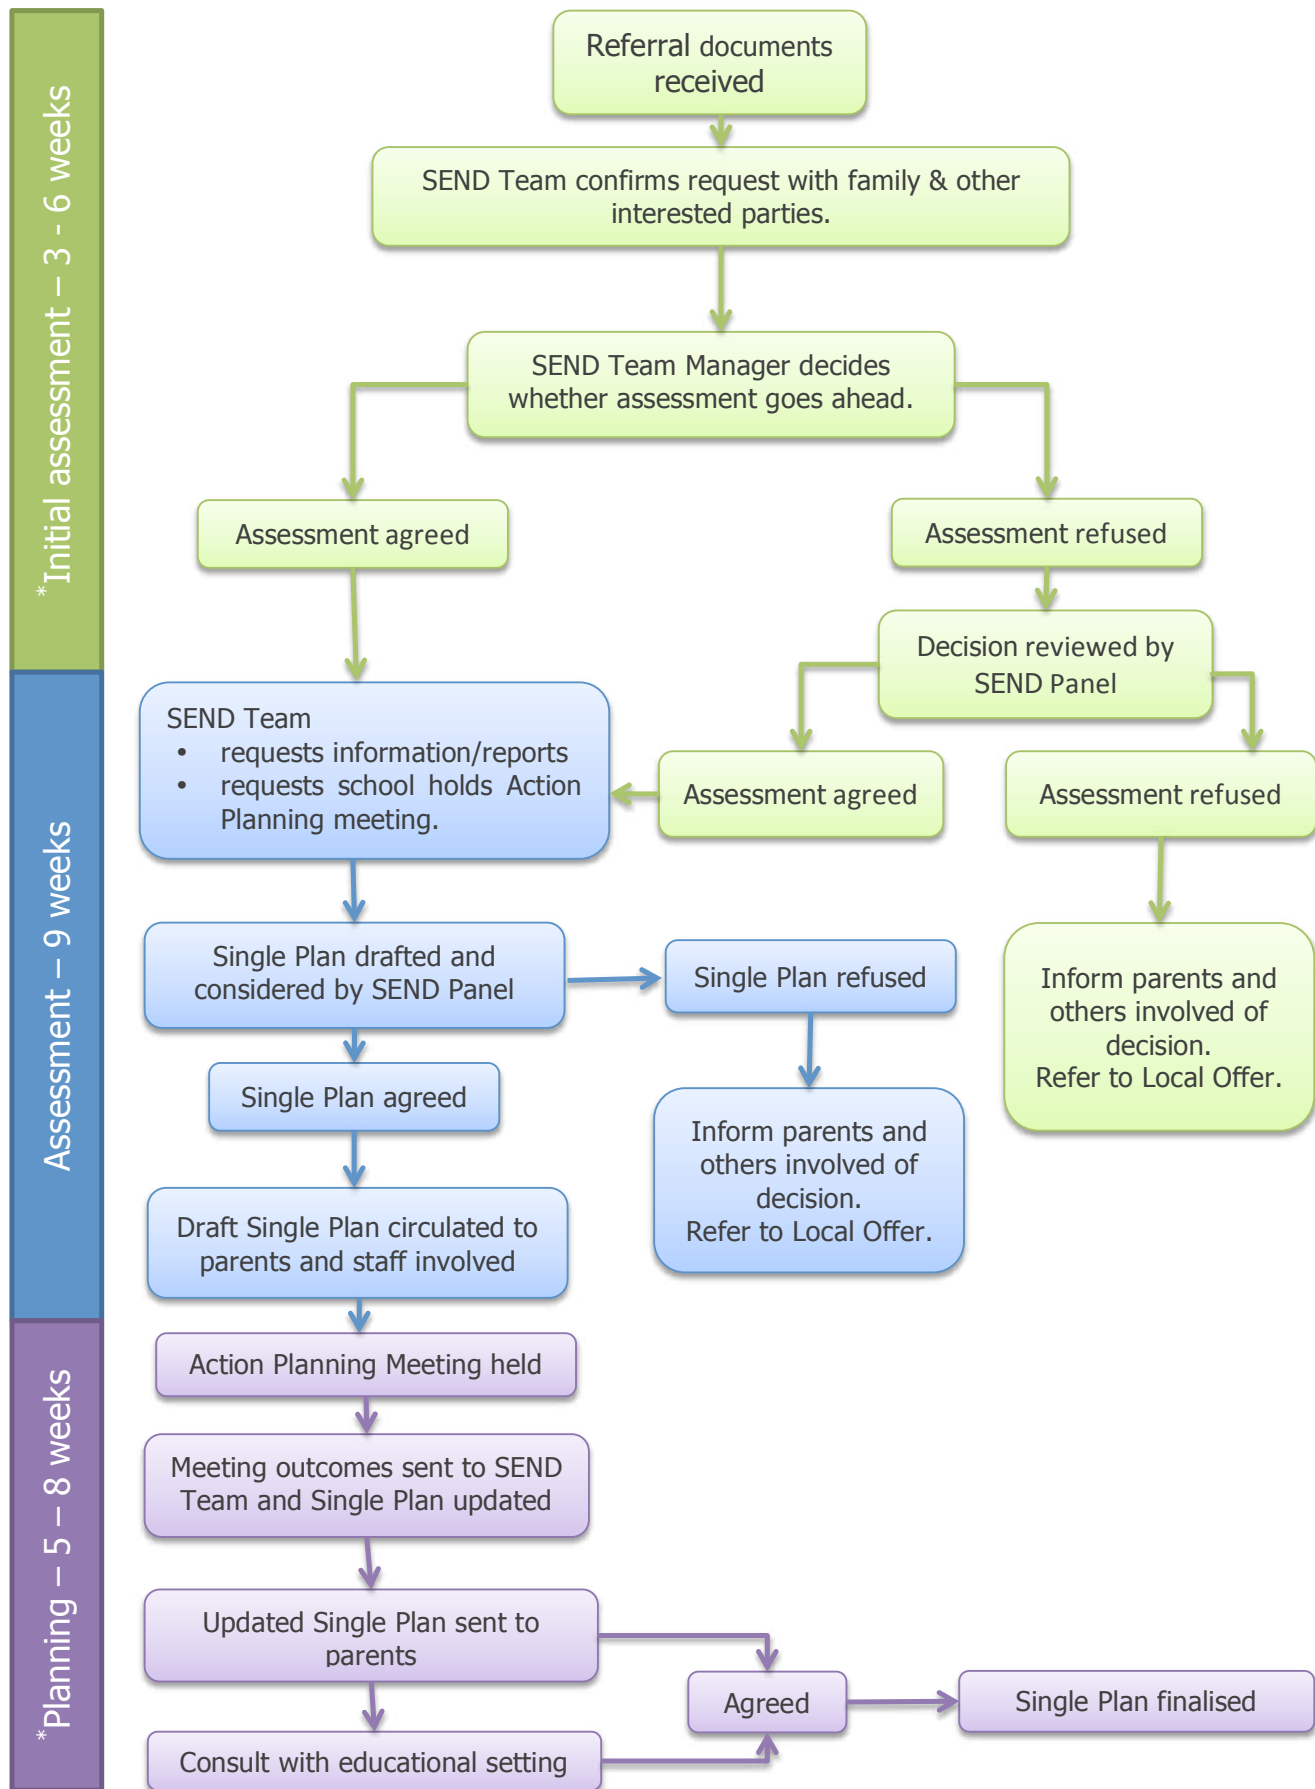 Referral documents
received
SEND Team confirms request with family & other
interested parties.
SEND Team Manager decides
whether assessment goes ahead.
Assessment agreed
Assessment refused
Decision reviewed by
SEND Panel
Assessment agreed
Assessment refused
Inform parents and
others involved of
decision.
Refer to Local Offer.
*Initial assessment – 3 - 6 weeks
SEND Team
• requests information/reports
• requests school holds Action
Planning meeting.
Single Plan drafted and
considered by SEND Panel
Single Plan refused
Single Plan agreed
Inform parents and
others involved of
decision.
Refer to Local Offer.
Draft Single Plan circulated to
parents and staff involved
Assessment – 9 weeks
Action Planning Meeting held
Meeting outcomes sent to SEND
Team and Single Plan updated
Updated Single Plan sent to
parents
Agreed
Single Plan finalised
Consult with educational setting
*Planning – 5 – 8 weeks